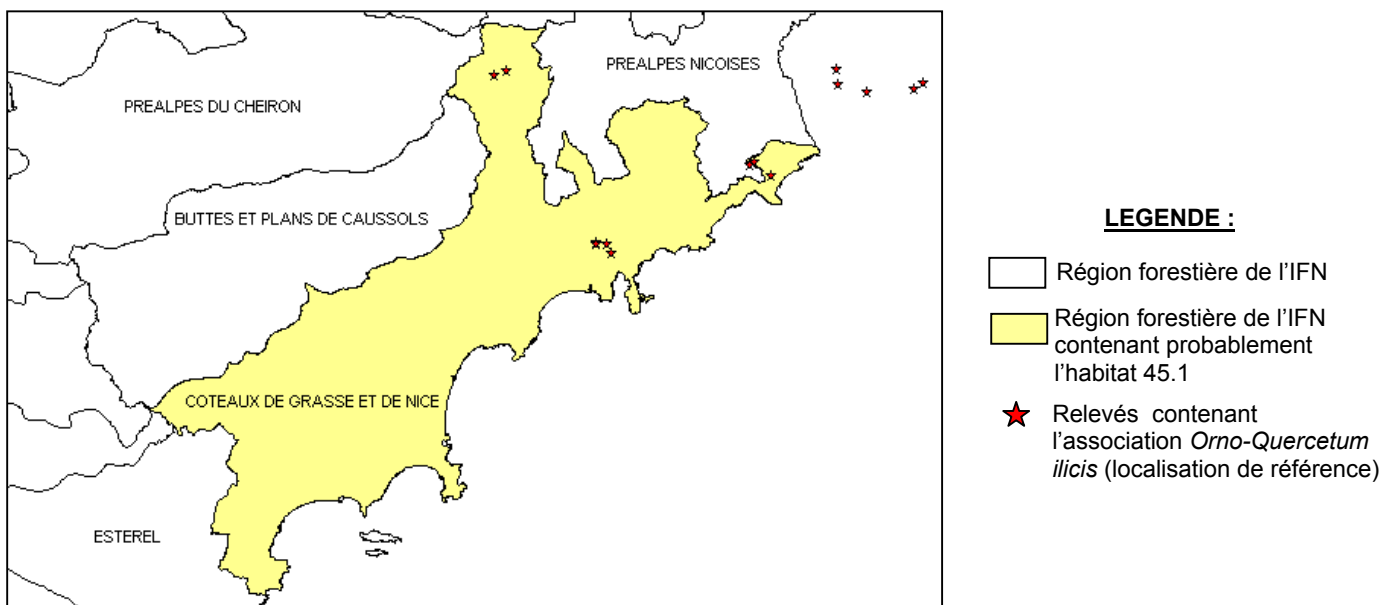 PREALPES NICOISES
PREALPES DU CHEIRON
BUTTES ET PLANS DE CAUSSOLS
COTEAUX DE GRASSE ET DE NICE
ESTEREL
LEGENDE :
Région forestière de l'IFN
Région forestière de l'IFN
contenant probablement
l'habitat 45.1
Relevés contenant
l'association Orno-Quercetum
ilicis (localisation de référence)